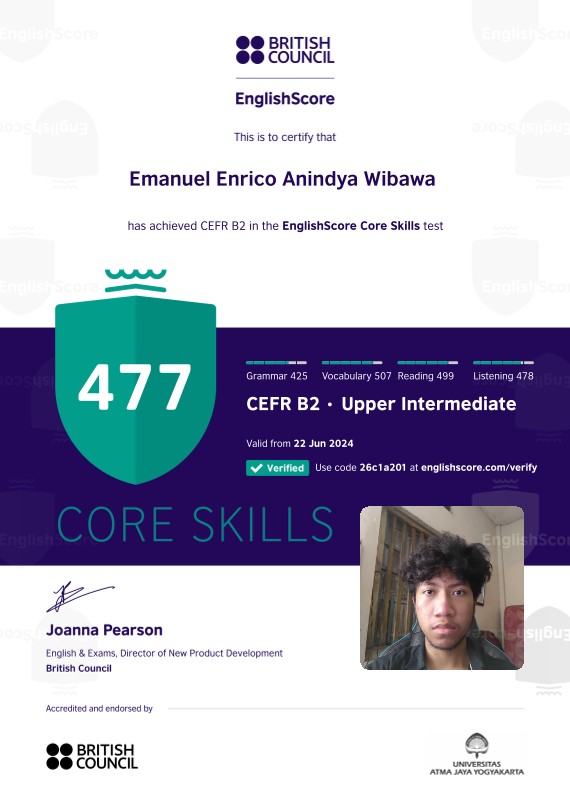 BRITISH
COUNCIL
EnglishScore
This is to certify that
Emanuel Enrico Anindya Wibawa
has achieved CEFR B2 in the EnglishScore Core Skills test
477
Grammar 425 Vocabulary 507 Reading 499 Listening 478
CEFR B2 · Upper Intermediate
Valid from 22 Jun 2024
Verified Use code 26c1a201 at englishscore.com/verify
CORE SKILLS
Joanna Pearson
English & Exams, Director of New Product Development
British Council
Accredited and endorsed by
BRITISH
COUNCIL
UNIVERSITAS
ATMA JAYA YOGYAKARTA